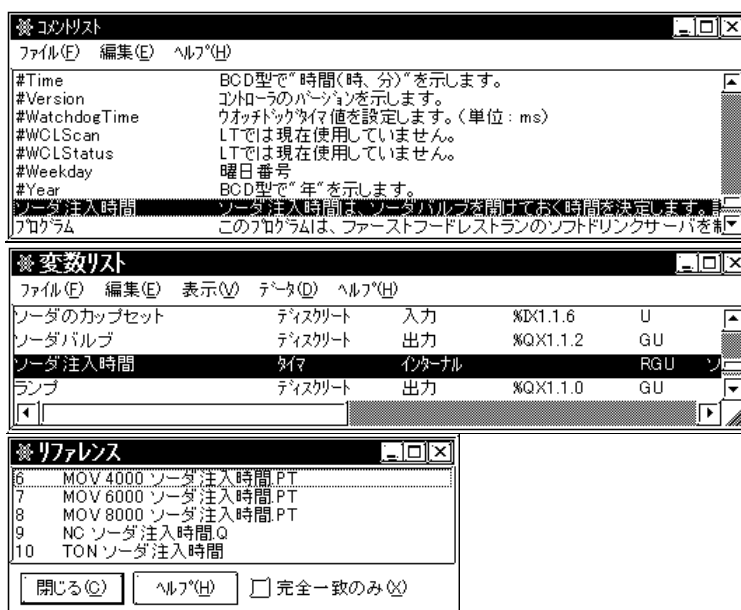 コメントリスト
ファイル(F) 編集(E) ヘルプ(H)
#Time BCD型で"時間(時、分)"を示します。
#Version コントローラのバージョンを示します。
#WatchdogTime ウオッチドックタイマ値を設定します。(単位:ms)
#WCLScan LTでは現在使用していません。
#WCLStatus LTでは現在使用していません。
#Weekday 曜日番号
#Year BCD型で"年"を示します。
ソーダ注入時間 ソーダ注入時間は、ソーダバルブを開けておく時間を決定します。
プログラム このプログラムは、ファーストフードレストランのソフトドリンクサーバを制
変数リスト
ファイル(F) 編集(E) 表示(V) データ(D) ヘルプ(H)
ソーダのカップセット ディスクリート 入力 %IX1.1.6 U
ソーダバルブ ディスクリート 出力 %QX1.1.2 GU
ソーダ注入時間 タイマ インターナル RGU ソ
ランプ ディスクリート 出力 %QX1.1.0 GU
リファレンス
6 MOV 4000 ソーダ注入時間.PT
7 MOV 6000 ソーダ注入時間.PT
8 MOV 8000 ソーダ注入時間.PT
9 NC ソーダ注入時間.Q
10 TON ソーダ注入時間
閉じる(C) ヘルプ(H) 完全一致のみ(X)